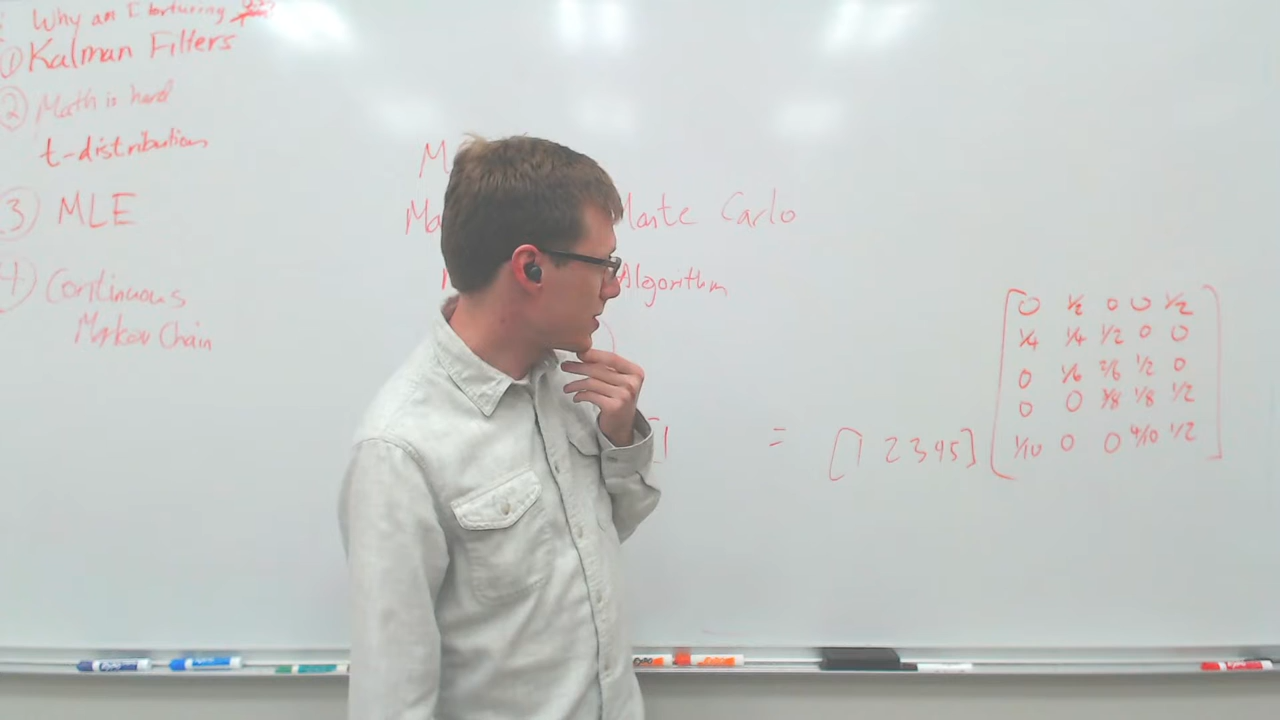 Why am I torturing
① Kalman Filters
② Math is hard
t-distribution
3) MLE
4) Continuous
Markov Chain
M
Ma
Monte Carlo
Algorithm
= [1 2 3 4 5]
0 1/2 0 0 1/2
1/4 1/4 1/2 0 0
0 1/6 2/6 1/2 0
0 0 3/8 1/8 1/2
1/10 0 0 4/10 1/2